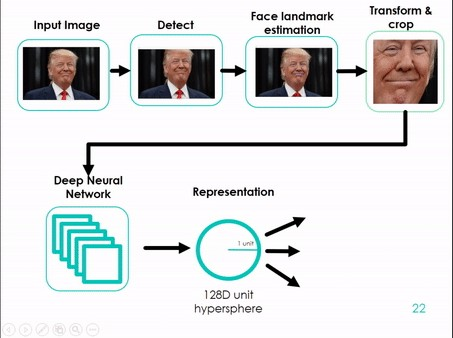 Input Image
Detect
Face landmark
estimation
Transform &
crop
Deep Neural
Network
Representation
1 unit
128D unit
hypersphere
22